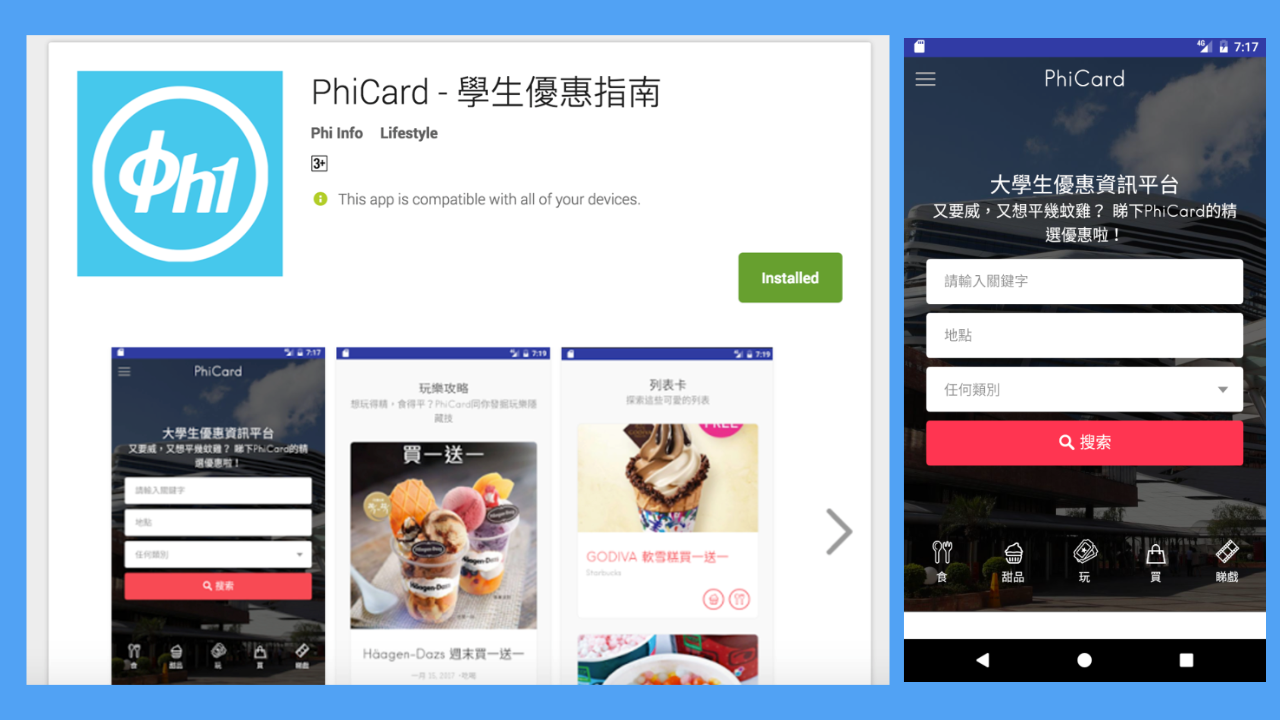 Phi1
PhiCard - 學生優惠指南
Phi Info Lifestyle
3+
This app is compatible with all of your devices.
Installed
7:17
PhiCard
大學生優惠資訊平台
又要威，又想平幾蚊雞？ 睇下PhiCard的精
選優惠啦！
請輸入關鍵字
地點
任何類別
搜索
食
甜品
玩
買
睇戲
7:19
玩樂攻略
想玩得精，食得平？PhiCard同你發掘玩樂隱
藏技
買一送一
Häagen-Dazs
Häagen-Dazs
Häagen-Dazs 週末買一送一
一月 15, 2017
7:19
列表卡
探索這些可愛的列表
FREE
GODIVA 軟雪糕買一送一
4G 7:17
PhiCard
大學生優惠資訊平台
又要威，又想平幾蚊雞？ 睇下PhiCard的精
選優惠啦！
請輸入關鍵字
地點
任何類別
搜索
食
甜品
玩
買
睇戲